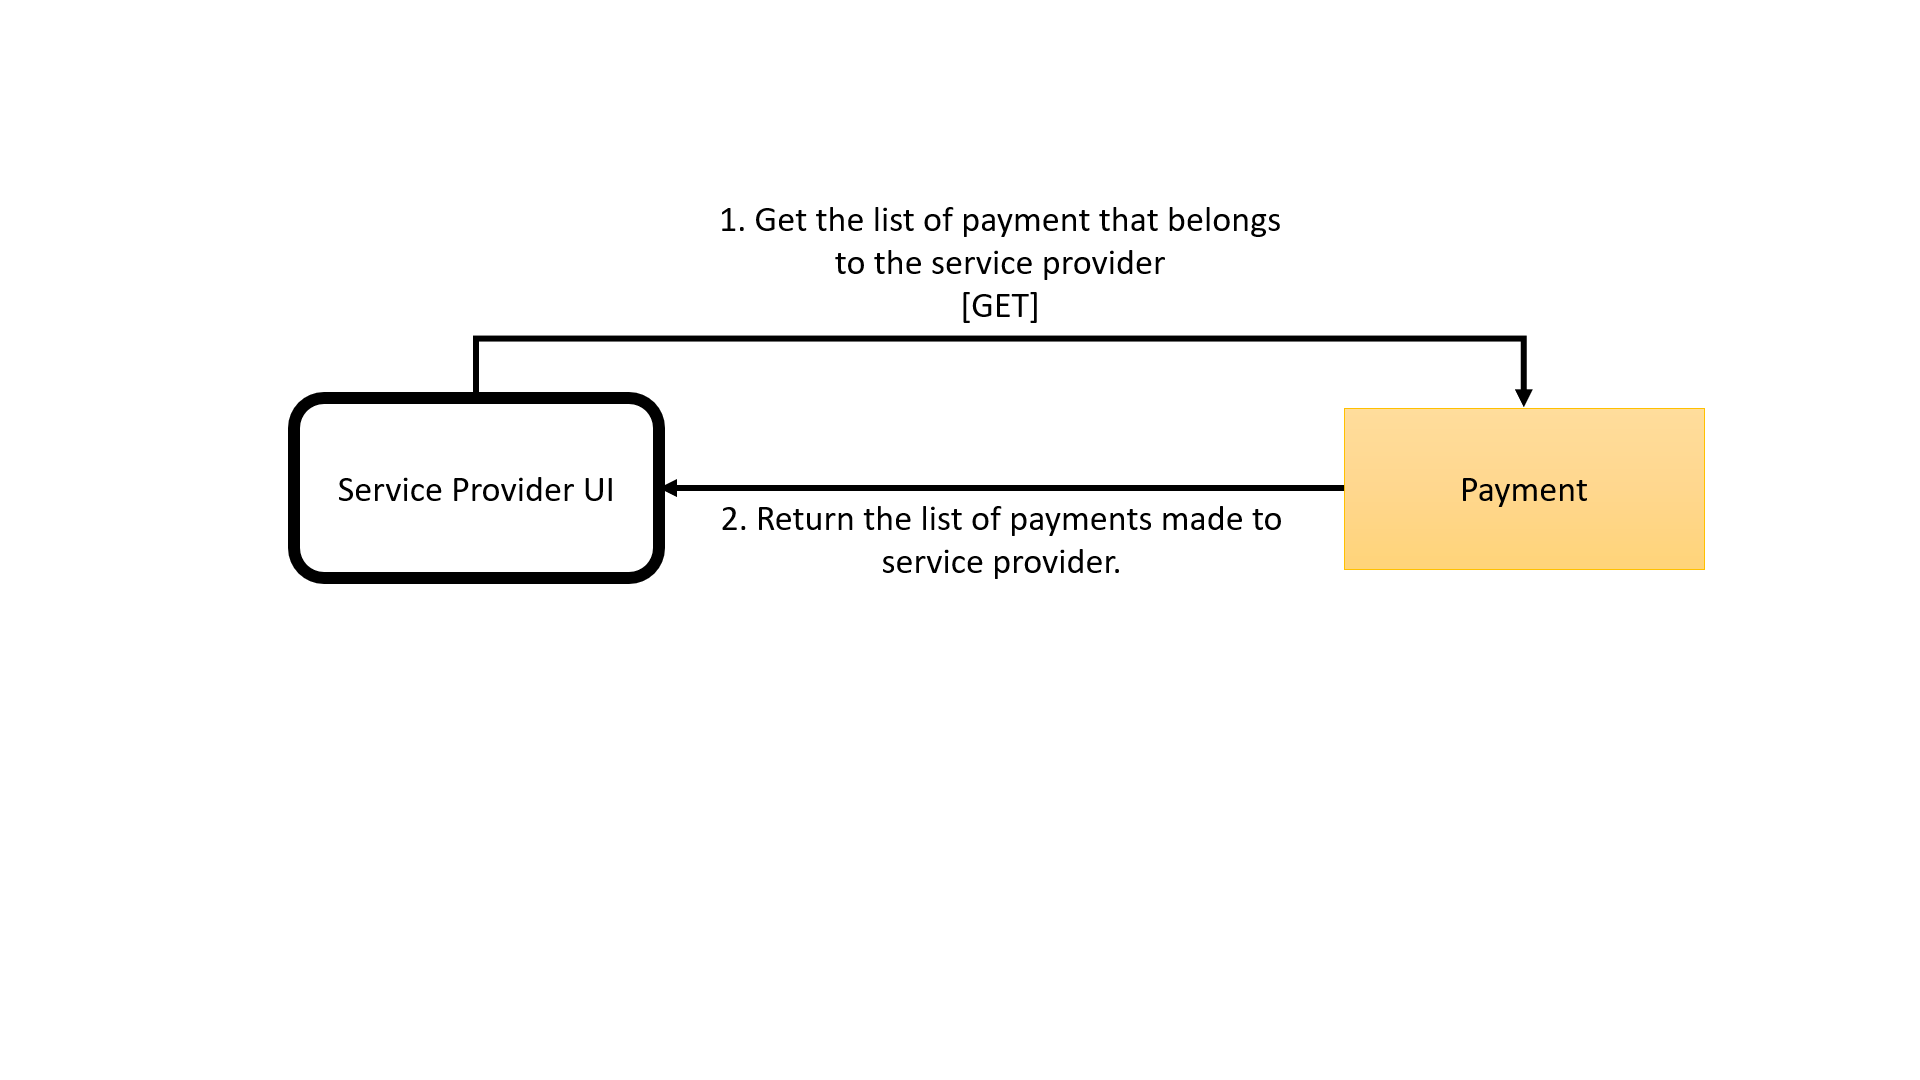 1. Get the list of payment that belongs
to the service provider
[GET]
Service Provider UI
Payment
2. Return the list of payments made to
service provider.